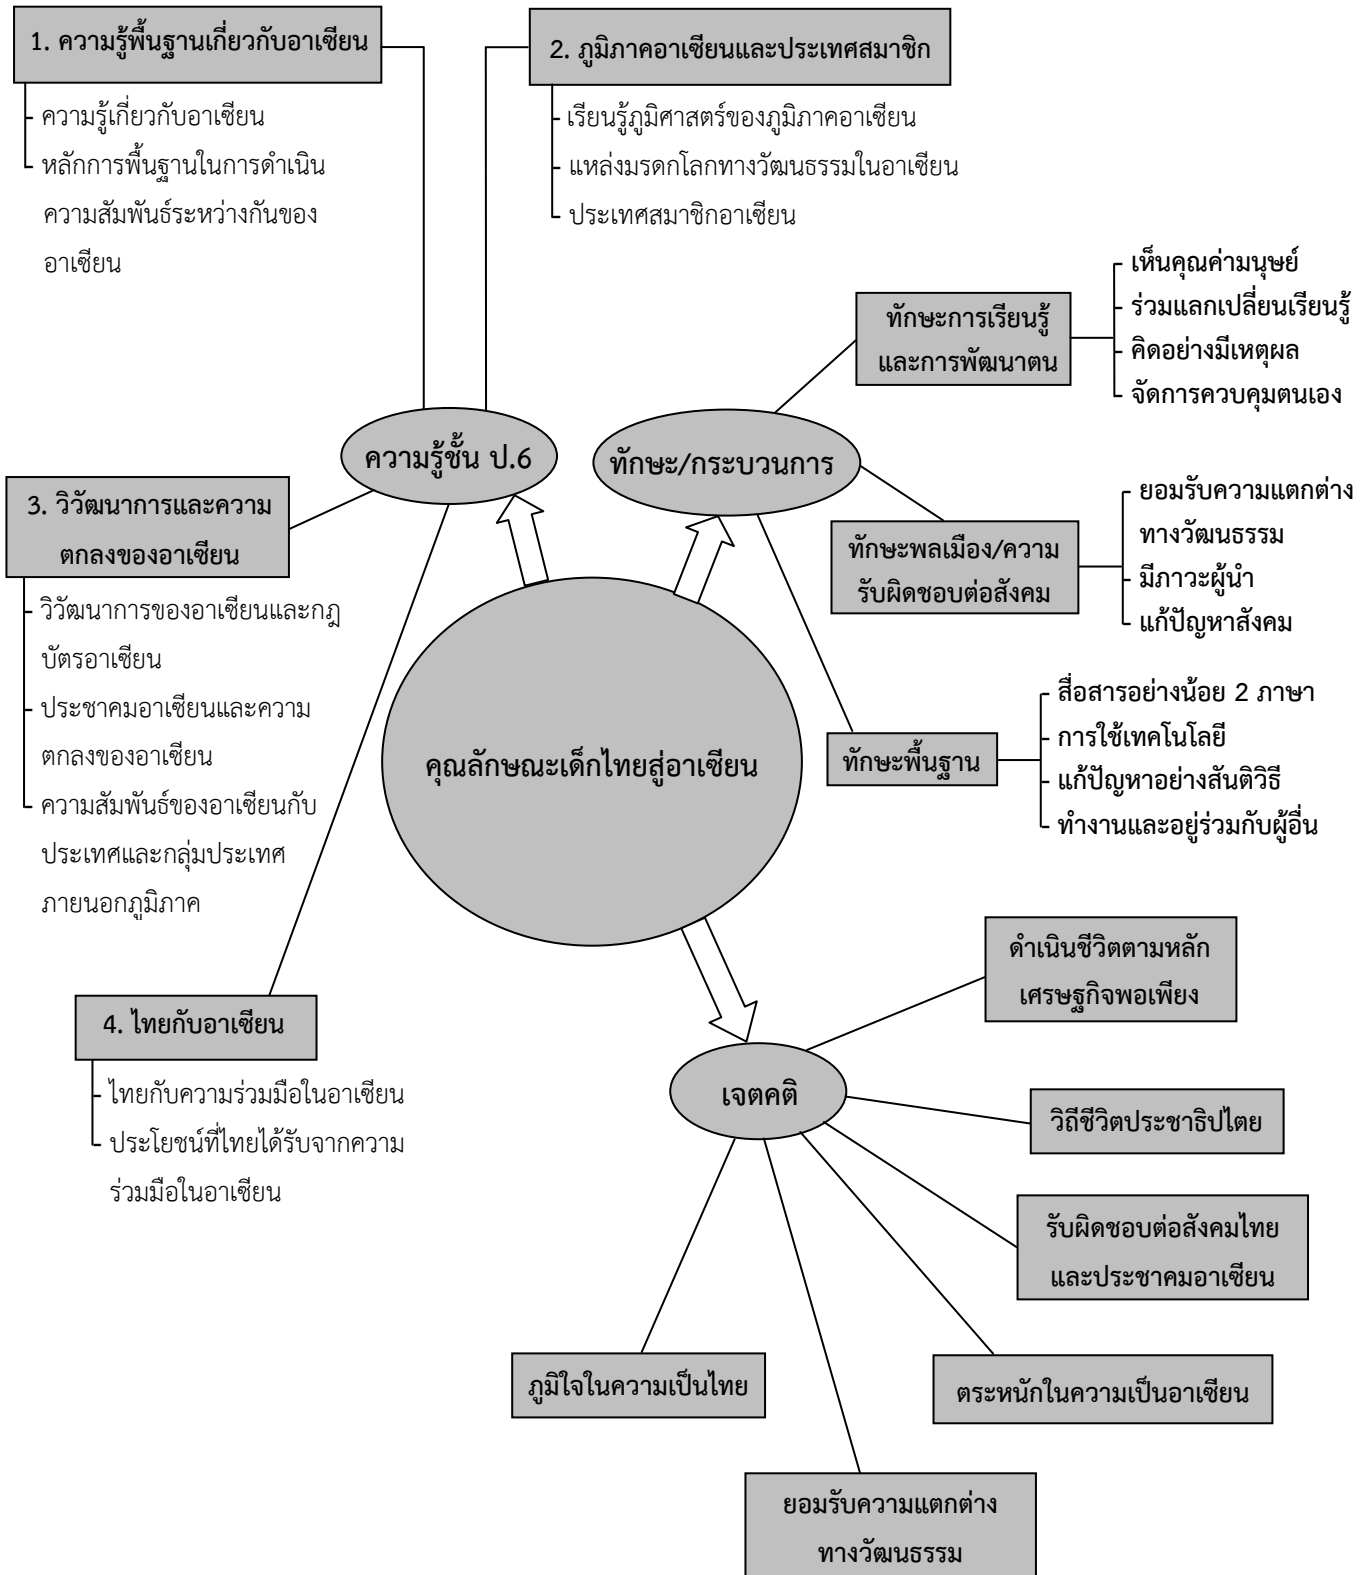 1. ความรู้พื้นฐานเกี่ยวกับอาเซียน
- ความรู้เกี่ยวกับอาเซียน
- หลักการพื้นฐานในการดำเนิน
ความสัมพันธ์ระหว่างกันของ
อาเซียน
2. ภูมิภาคอาเซียนและประเทศสมาชิก
- เรียนรู้ภูมิศาสตร์ของภูมิภาคอาเซียน
- แหล่งมรดกโลกทางวัฒนธรรมในอาเซียน
- ประเทศสมาชิกอาเซียน
ความรู้ชั้น ป.6
3. วิวัฒนาการและความ
ตกลงของอาเซียน
- วิวัฒนาการของอาเซียนและกฎ
บัตรอาเซียน
- ประชาคมอาเซียนและความ
ตกลงของอาเซียน
- ความสัมพันธ์ของอาเซียนกับ
ประเทศและกลุ่มประเทศ
ภายนอกภูมิภาค
4. ไทยกับอาเซียน
- ไทยกับความร่วมมือในอาเซียน
- ประโยชน์ที่ไทยได้รับจากความ
ร่วมมือในอาเซียน
คุณลักษณะเด็กไทยสู่อาเซียน
ทักษะ/กระบวนการ
ทักษะการเรียนรู้
และการพัฒนาตน
- เห็นคุณค่ามนุษย์
- ร่วมแลกเปลี่ยนเรียนรู้
- คิดอย่างมีเหตุผล
- จัดการควบคุมตนเอง
ทักษะพลเมือง/ความ
รับผิดชอบต่อสังคม
- ยอมรับความแตกต่าง
ทางวัฒนธรรม
- มีภาวะผู้นำ
- แก้ปัญหาสังคม
ทักษะพื้นฐาน
- สื่อสารอย่างน้อย 2 ภาษา
- การใช้เทคโนโลยี
- แก้ปัญหาอย่างสันติวิธี
- ทำงานและอยู่ร่วมกับผู้อื่น
เจตคติ
ดำเนินชีวิตตามหลัก
เศรษฐกิจพอเพียง
วิถีชีวิตประชาธิปไตย
รับผิดชอบต่อสังคมไทย
และประชาคมอาเซียน
ตระหนักในความเป็นอาเซียน
ภูมิใจในความเป็นไทย
ยอมรับความแตกต่าง
ทางวัฒนธรรม